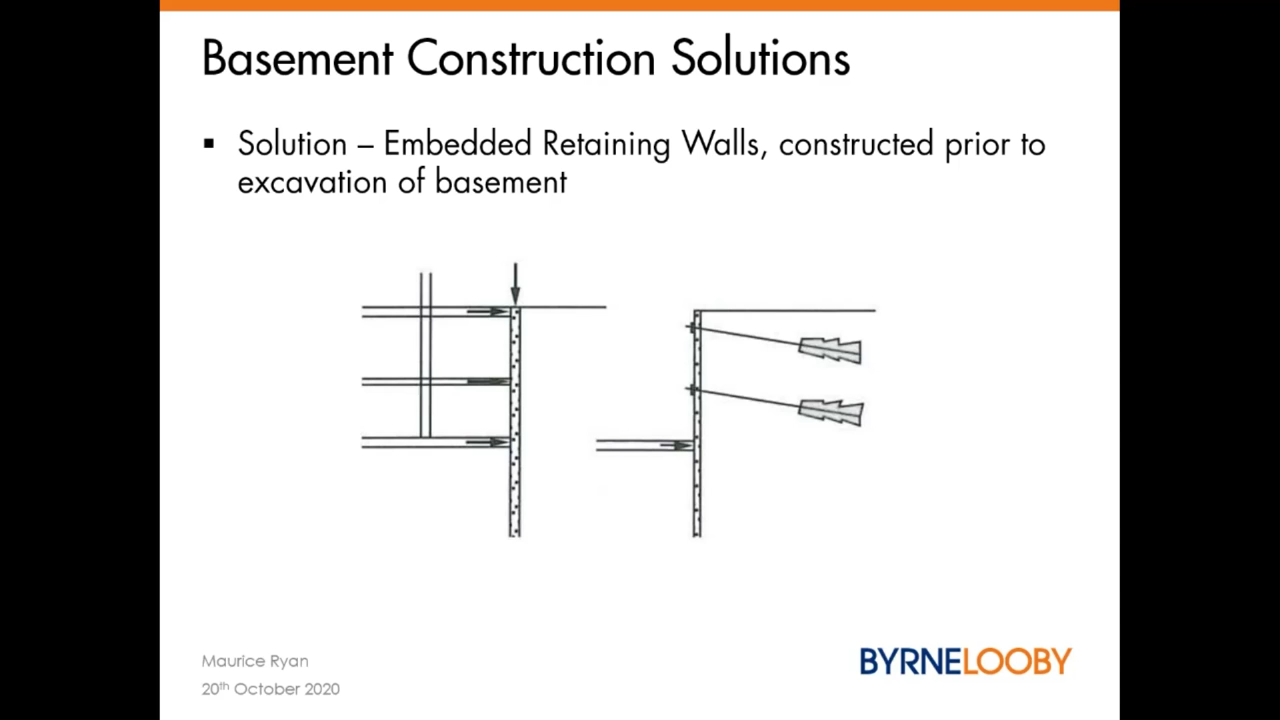 Basement Construction Solutions
▪ Solution – Embedded Retaining Walls, constructed prior to
excavation of basement
Maurice Ryan
20th October 2020
BYRNELOOBY